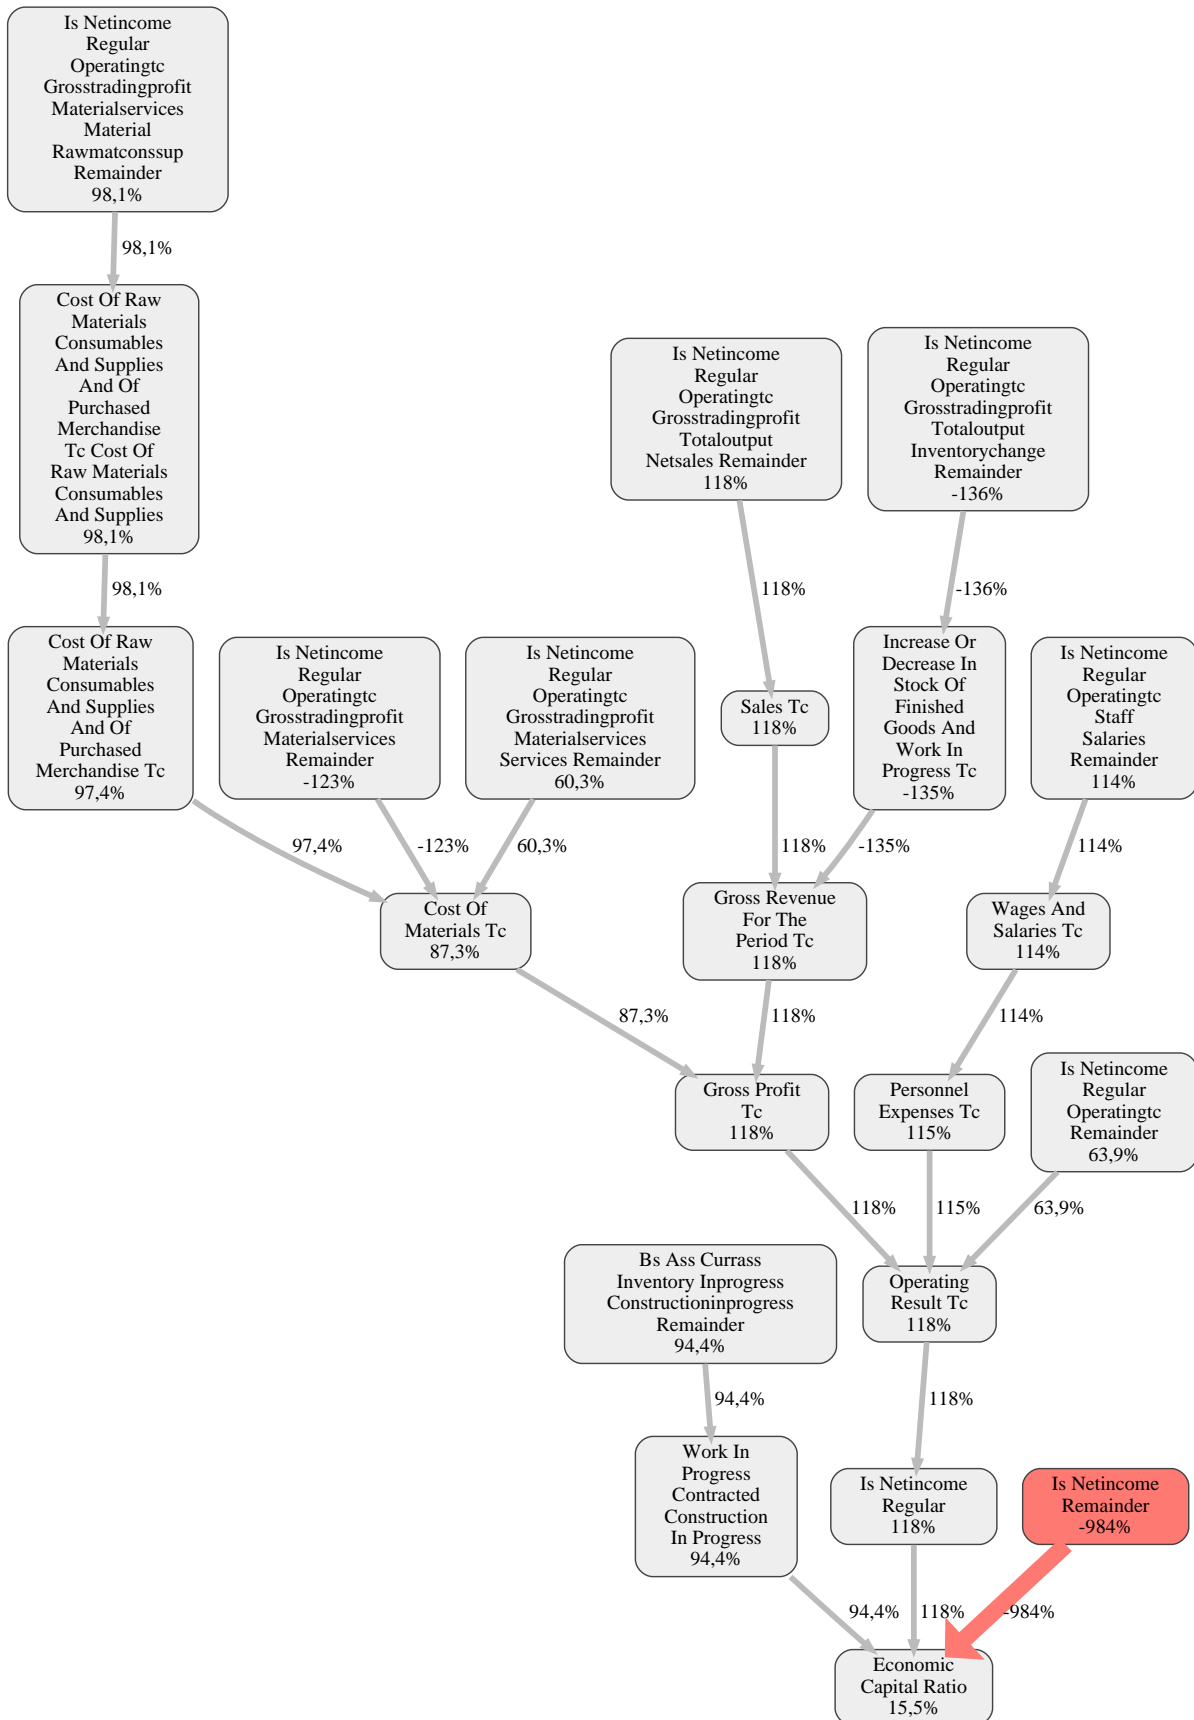 Is Netincome
Regular
Operatingtc
Grosstradingprofit
Materialservices
Material
Rawmatconssup
Remainder
98,1%
98,1%
Cost Of Raw
Materials
Consumables
And Supplies
And Of
Purchased
Merchandise
Tc Cost Of
Raw Materials
Consumables
And Supplies
98,1%
Is Netincome
Regular
Operatingtc
Grosstradingprofit
Totaloutput
Netsales Remainder
118%
Is Netincome
Regular
Operatingtc
Grosstradingprofit
Totaloutput
Inventorychange
Remainder
-136%
98,1%
118%
-136%
Cost Of Raw
Materials
Consumables
And Supplies
And Of
Purchased
Merchandise Tc
97,4%
Is Netincome
Regular
Operatingtc
Grosstradingprofit
Materialservices
Remainder
-123%
Is Netincome
Regular
Operatingtc
Grosstradingprofit
Materialservices
Services Remainder
60,3%
Sales Tc
118%
Increase Or
Decrease In
Stock Of
Finished
Goods And
Work In
Progress Tc
-135%
Is Netincome
Regular
Operatingtc
Staff
Salaries
Remainder
114%
97,4%
-123%
60,3%
118%
-135%
114%
Cost Of
Materials Tc
87,3%
Gross Revenue
For The
Period Tc
118%
Wages And
Salaries Tc
114%
87,3%
118%
114%
Gross Profit
Tc
118%
Personnel
Expenses Tc
115%
Is Netincome
Regular
Operatingtc
Remainder
63,9%
118%
115%
63,9%
Bs Ass Currass
Inventory Inprogress
Constructioninprogress
Remainder
94,4%
Operating
Result Tc
118%
94,4%
118%
Work In
Progress
Contracted
Construction
In Progress
94,4%
Is Netincome
Regular
118%
Is Netincome
Remainder
-984%
94,4%
118%
-984%
Economic
Capital Ratio
15,5%